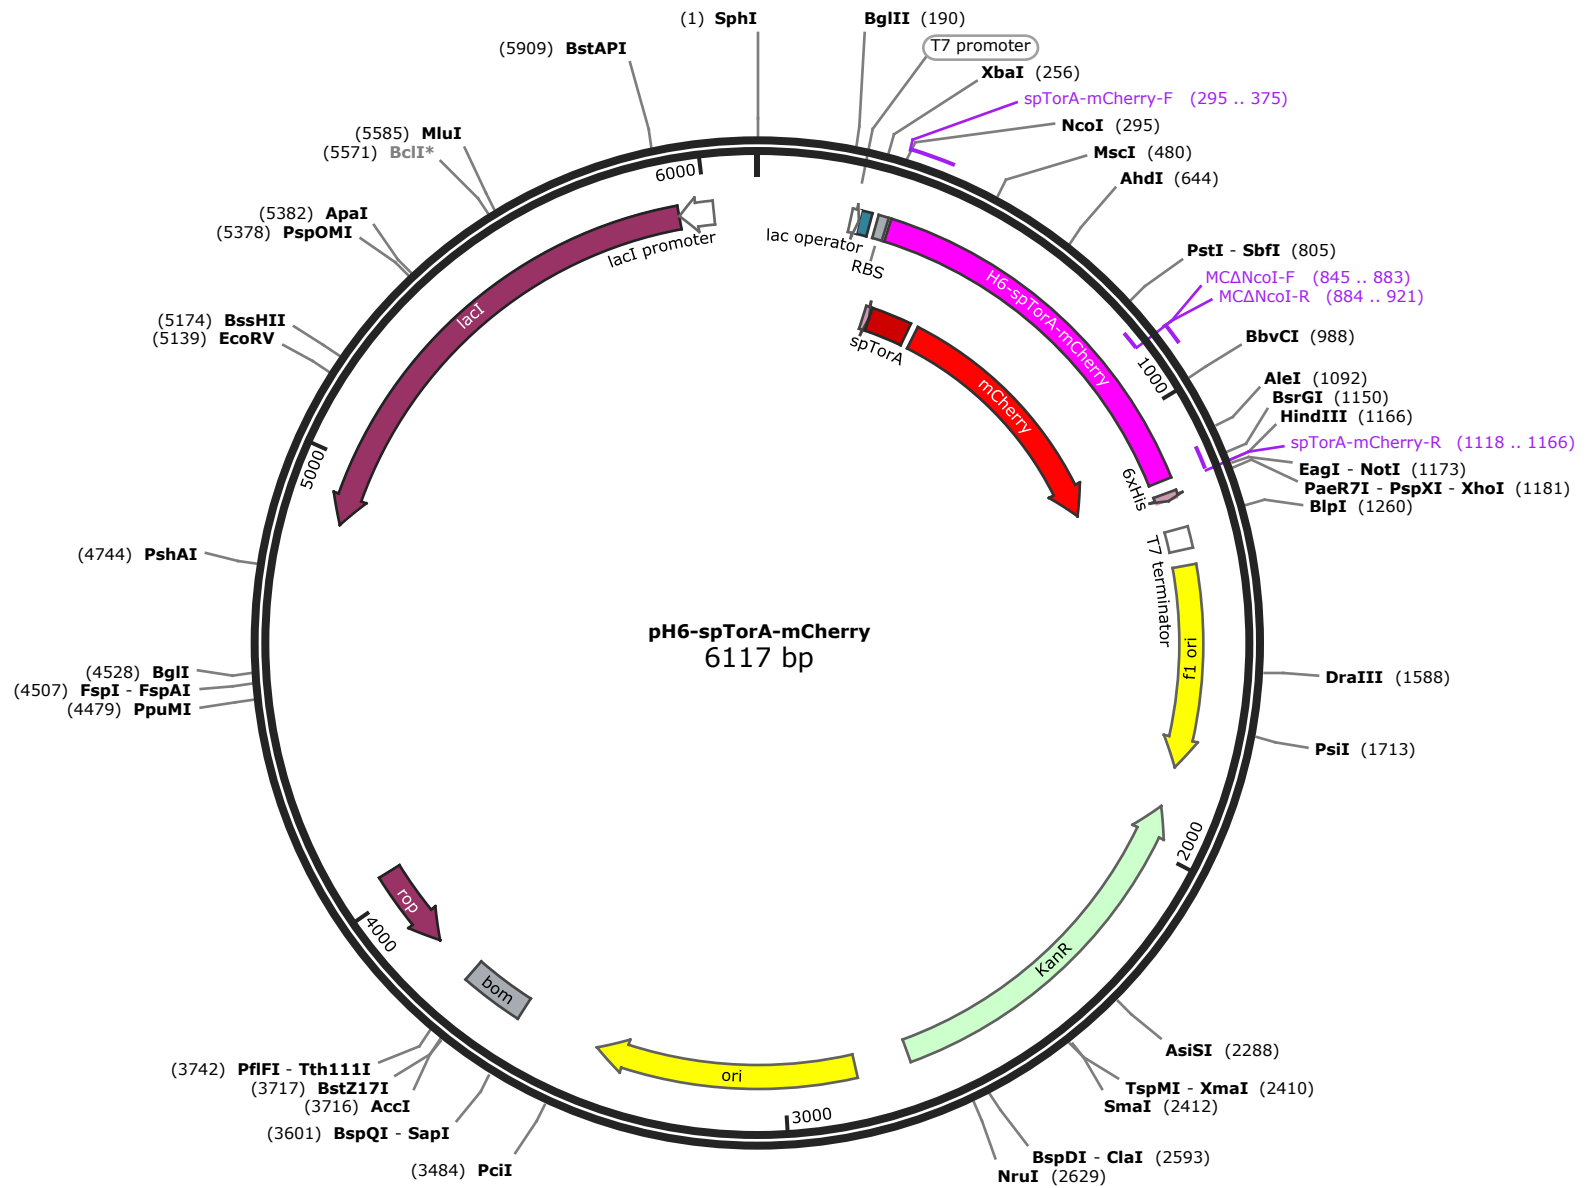 (1) SphI
BglII (190)
T7 promoter
(5909) BstAPI
XbaI (256)
spTorA-mCherry-F (295 .. 375)
NcoI (295)
(5585) MluI
(5571) BclI*
MscI (480)
AhdI (644)
6000
(5382) ApaI
(5378) PspOMI
lacI promoter
lac operator
RBS
PstI - SbfI (805)
MCΔNcoI-F (845 .. 883)
MCΔNcoI-R (884 .. 921)
H6-spTorA-mCherry
lacI
(5174) BssHII
(5139) EcoRV
spTorA
BbvCI (988)
1000
mCherry
AleI (1092)
BsrGI (1150)
HindIII (1166)
spTorA-mCherry-R (1118 .. 1166)
5000
EagI - NotI (1173)
PaeR7I - PspXI - XhoI (1181)
6xHis
BlpI (1260)
(4744) PshAI
T7 terminator
pH6-spTorA-mCherry
6117 bp
f1 ori
(4528) BglI
(4507) FspI - FspAI
(4479) PpuMI
DraIII (1588)
PsiI (1713)
2000
rop
4000
KanR
bom
AsiSI (2288)
(3742) PflFI - Tth111I
(3717) BstZ17I
(3716) AccI
ori
TspMI - XmaI (2410)
SmaI (2412)
3000
(3601) BspQI - SapI
(3484) PciI
BspDI - ClaI (2593)
NruI (2629)